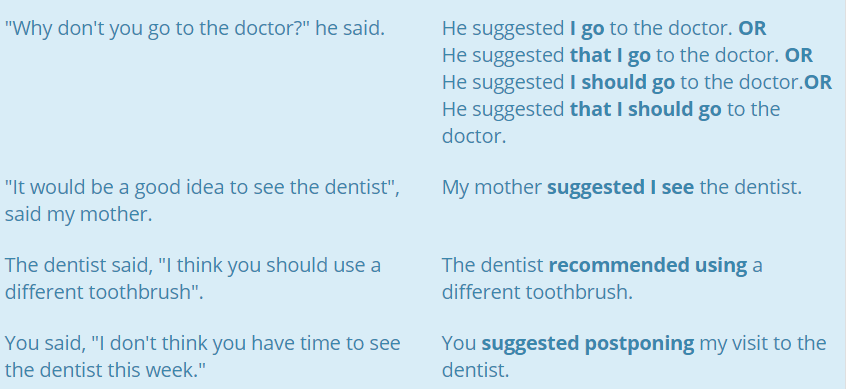 "Why don't you go to the doctor?" he said.
He suggested I go to the doctor. OR
He suggested that I go to the doctor. OR
He suggested I should go to the doctor.OR
He suggested that I should go to the
doctor.
"It would be a good idea to see the dentist",
said my mother.
My mother suggested I see the dentist.
The dentist said, "I think you should use a
different toothbrush".
The dentist recommended using a
different toothbrush.
You said, "I don't think you have time to see
the dentist this week."
You suggested postponing my visit to the
dentist.